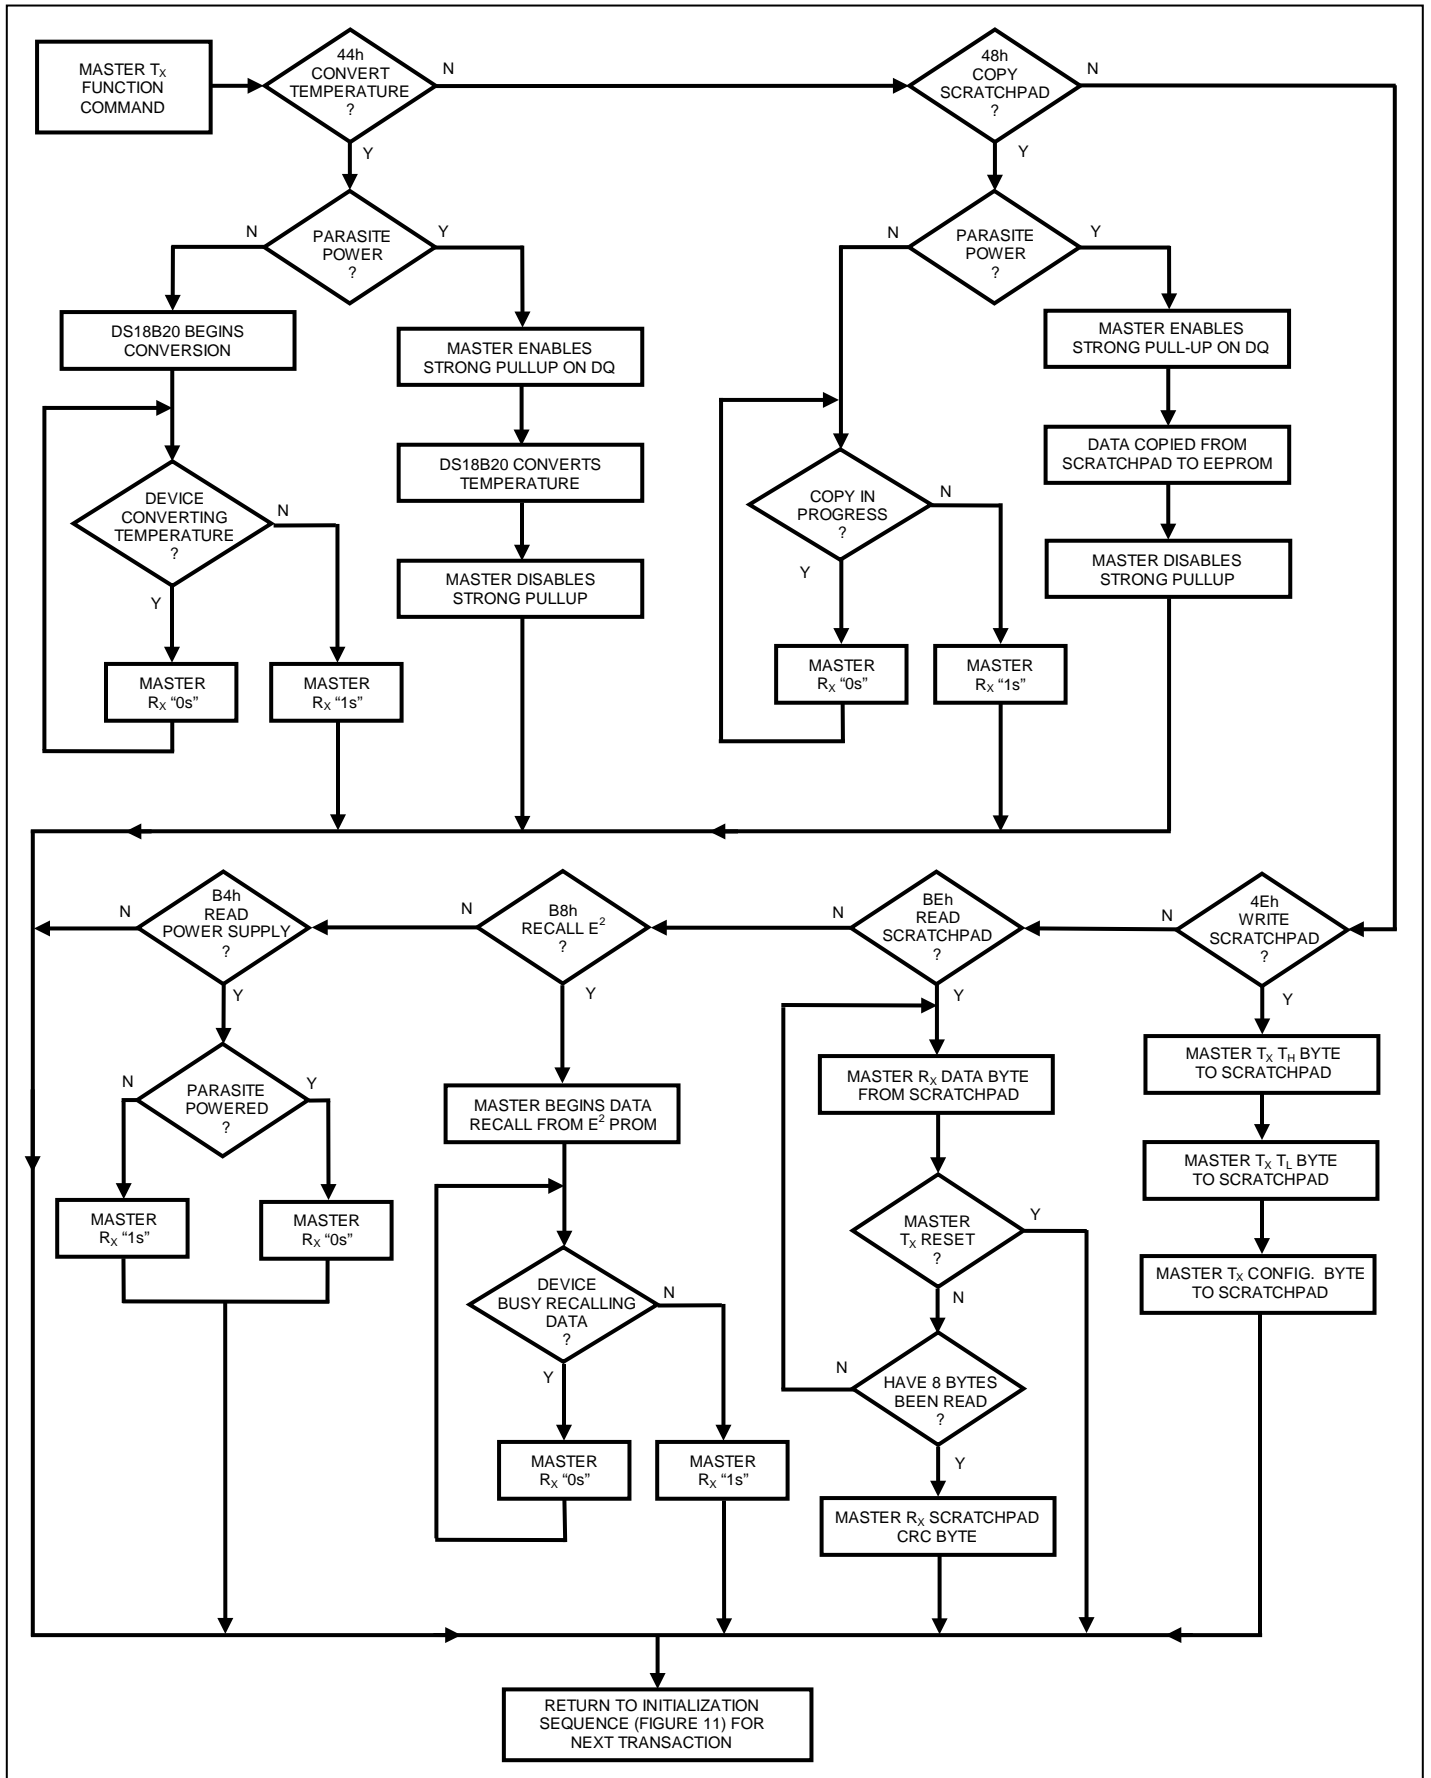 MASTER TX
FUNCTION
COMMAND
44h
CONVERT
TEMPERATURE
?
N
Y
48h
COPY
SCRATCHPAD
?
N
Y
PARASITE
POWER
?
N
Y
PARASITE
POWER
?
N
Y
DS18B20 BEGINS
CONVERSION
MASTER ENABLES
STRONG PULLUP ON DQ
MASTER ENABLES
STRONG PULL-UP ON DQ
DS18B20 CONVERTS
TEMPERATURE
DATA COPIED FROM
SCRATCHPAD TO EEPROM
DEVICE
CONVERTING
TEMPERATURE
?
N
Y
COPY IN
PROGRESS
?
N
Y
MASTER DISABLES
STRONG PULLUP
MASTER DISABLES
STRONG PULLUP
MASTER
RX “0s”
MASTER
RX “1s”
MASTER
RX “0s”
MASTER
RX “1s”
B4h
READ
POWER SUPPLY
?
N
Y
B8h
RECALL E2
?
N
Y
BEh
READ
SCRATCHPAD
?
N
Y
4Eh
WRITE
SCRATCHPAD
?
N
Y
PARASITE
POWERED
?
N
Y
MASTER BEGINS DATA
RECALL FROM E2 PROM
MASTER RX DATA BYTE
FROM SCRATCHPAD
MASTER TX TH BYTE
TO SCRATCHPAD
MASTER TX TL BYTE
TO SCRATCHPAD
MASTER
RX “1s”
MASTER
RX “0s”
MASTER
TX RESET
?
Y
N
MASTER TX CONFIG. BYTE
TO SCRATCHPAD
DEVICE
BUSY RECALLING
DATA
?
N
Y
HAVE 8 BYTES
BEEN READ
?
N
Y
MASTER
RX “0s”
MASTER
RX “1s”
MASTER RX SCRATCHPAD
CRC BYTE
RETURN TO INITIALIZATION
SEQUENCE (FIGURE 11) FOR
NEXT TRANSACTION